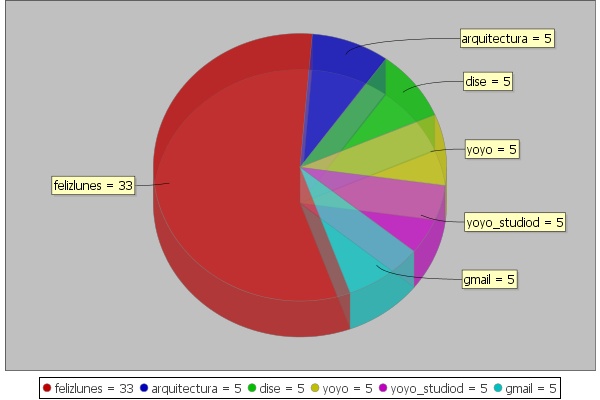 arquitectura = 5
dise = 5
yoyo = 5
felizlunes = 33
yoyo_studiod = 5
gmail = 5
felizlunes = 33 arquitectura = 5 dise = 5 yoyo = 5 yoyo_studiod = 5 gmail = 5